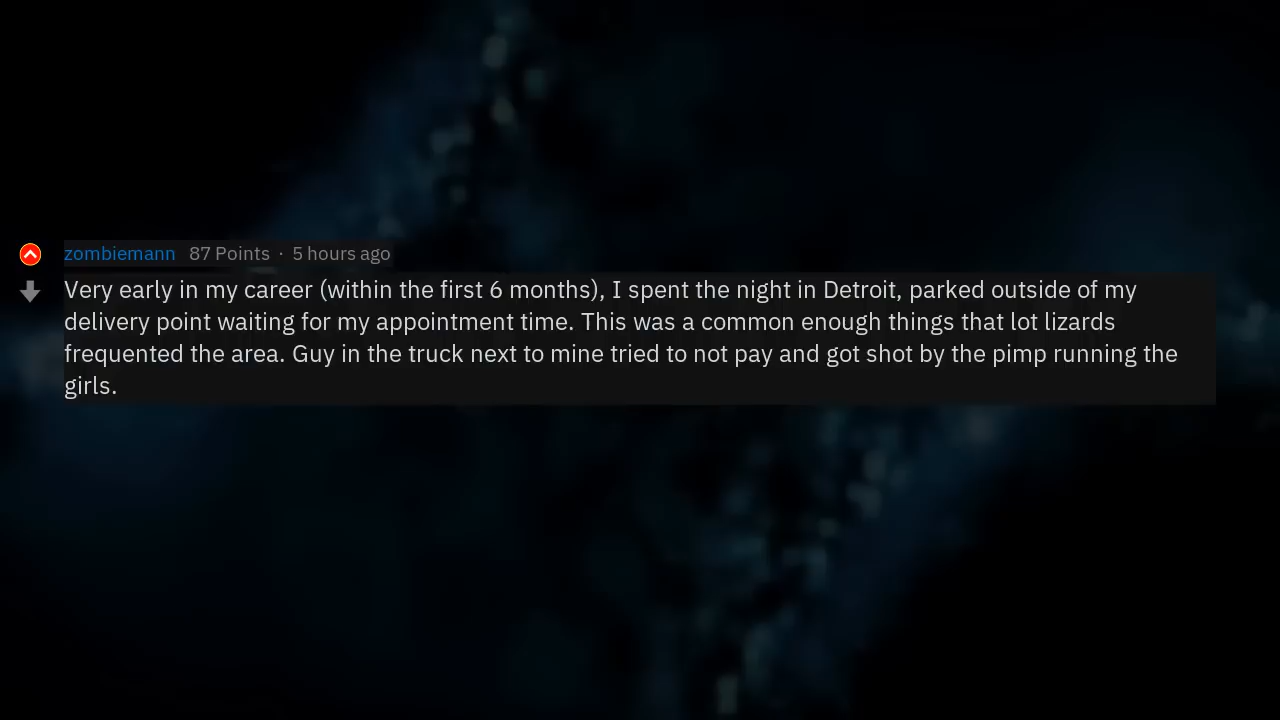 zombiemann 87 Points · 5 hours ago
Very early in my career (within the first 6 months), I spent the night in Detroit, parked outside of my
delivery point waiting for my appointment time. This was a common enough things that lot lizards
frequented the area. Guy in the truck next to mine tried to not pay and got shot by the pimp running the
girls.